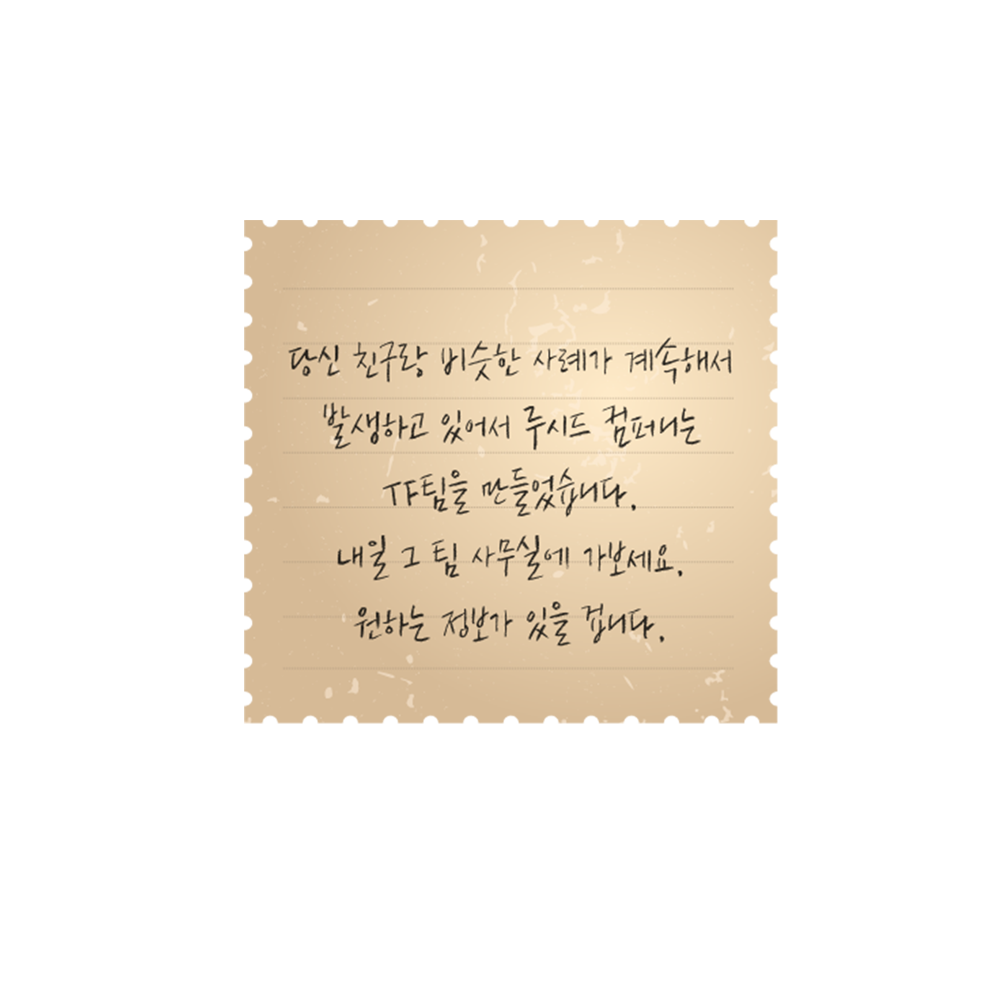 당신 친구랑 비슷한 사례가 계속해서
발생하고 있어서 루시드 컴퍼니는
TF팀을 만들었습니다.
내일 그 팀 사무실에 가보세요.
원하는 정보가 있을 겁니다.